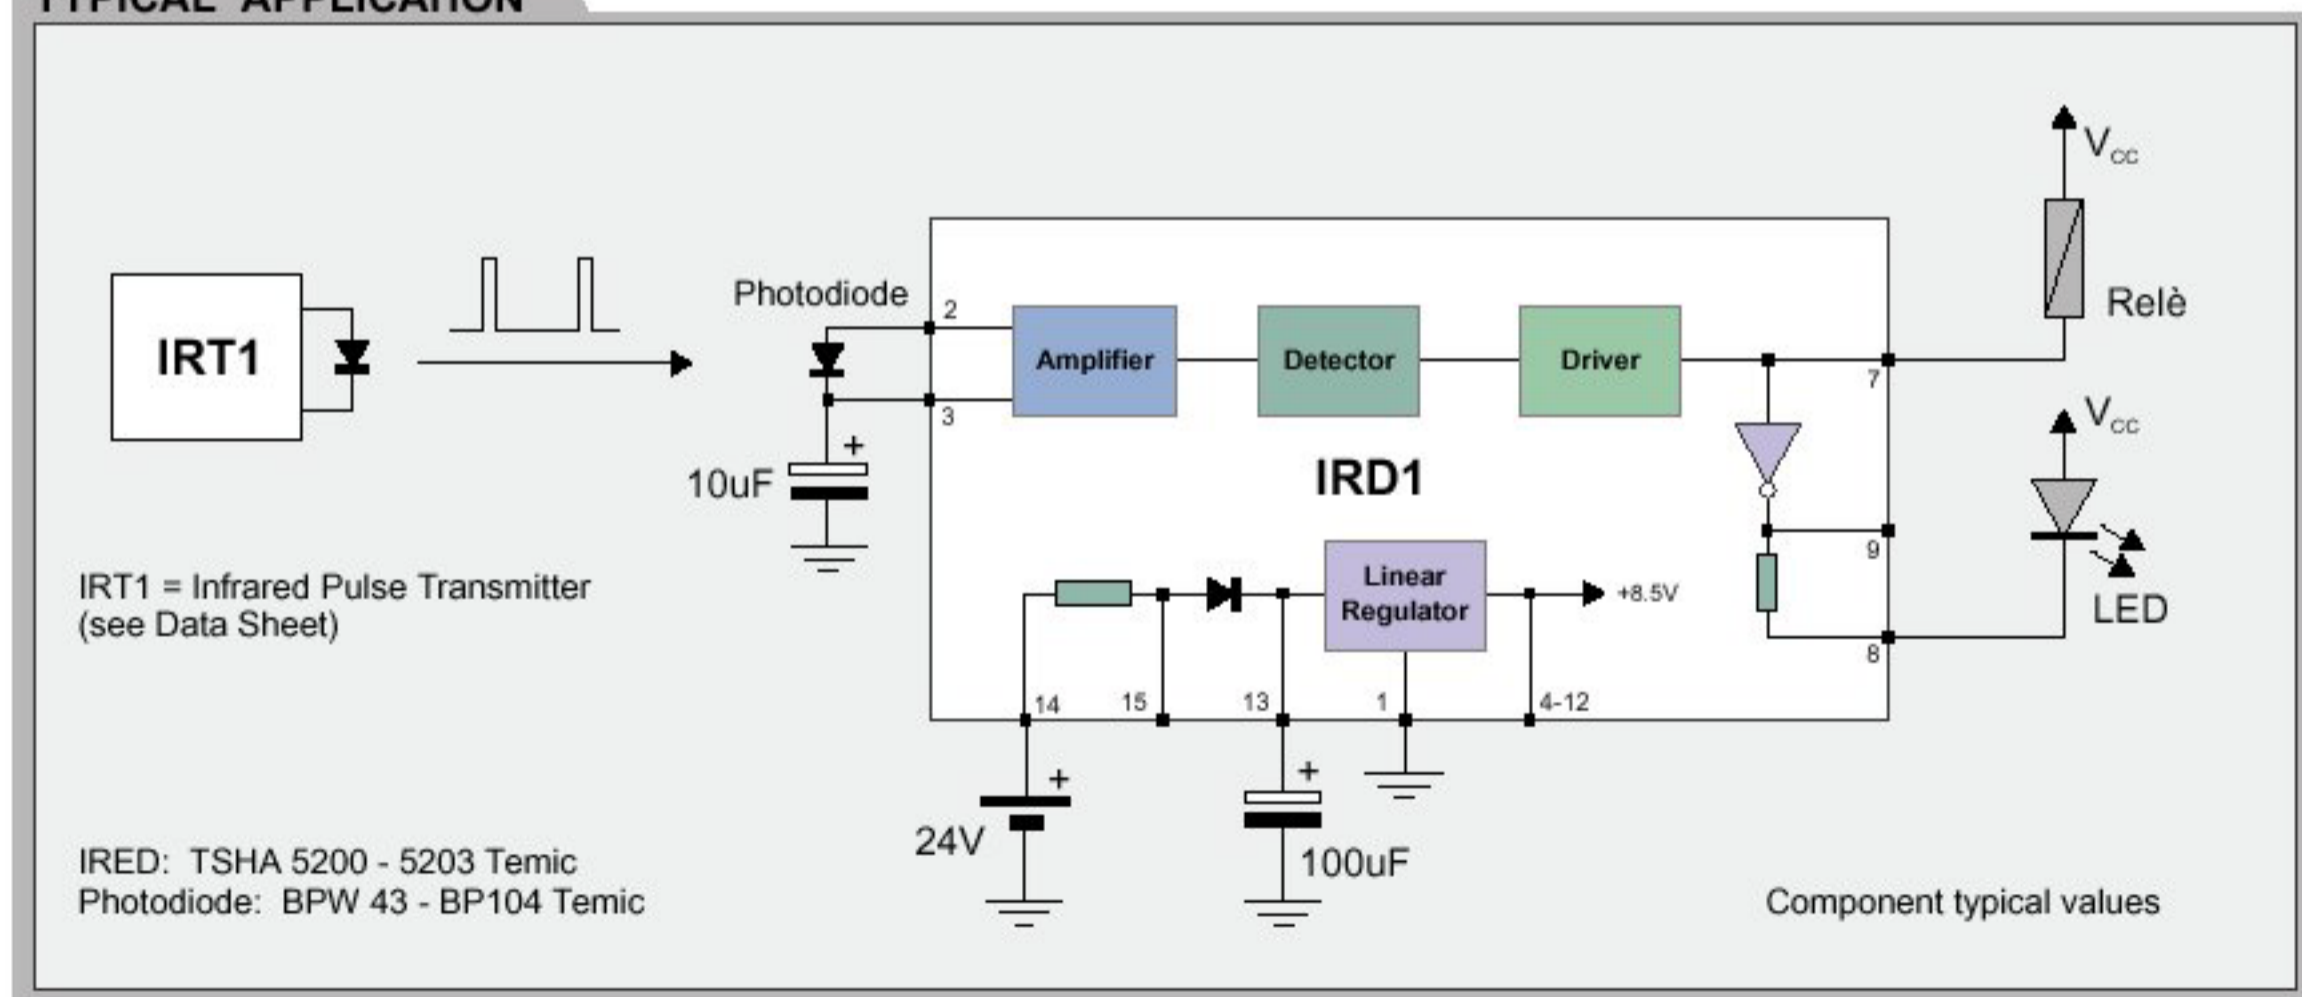 TYPICAL APPLICATION
V_CC
Photodiode
2
Relè
IRT1
Amplifier
Detector
Driver
7
3
V_CC
+
10uF
IRD1
9
IRT1 = Infrared Pulse Transmitter
(see Data Sheet)
Linear
Regulator
+8.5V
LED
8
14
15
13
1
4-12
+
+
24V
100uF
IRED: TSHA 5200 - 5203 Temic
Photodiode: BPW 43 - BP104 Temic
Component typical values